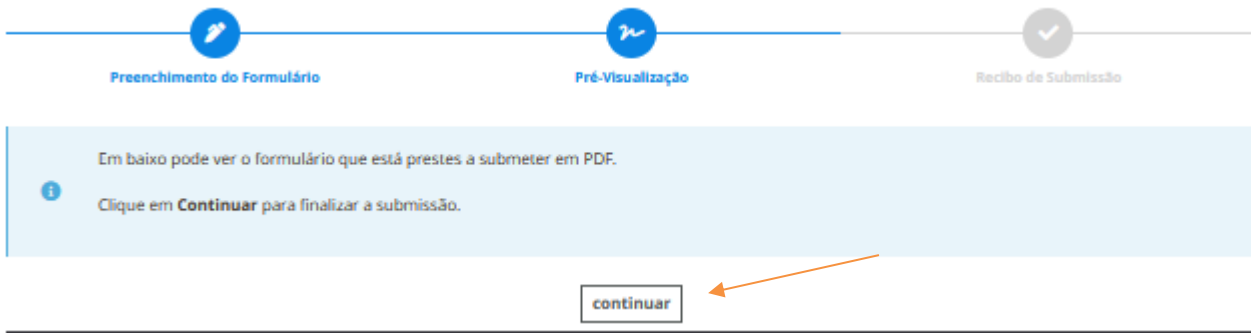 Preenchimento do Formulário
Pré-Visualização
Recibo de Submissão
Em baixo pode ver o formulário que está prestes a submeter em PDF.
Clique em Continuar para finalizar a submissão.
continuar